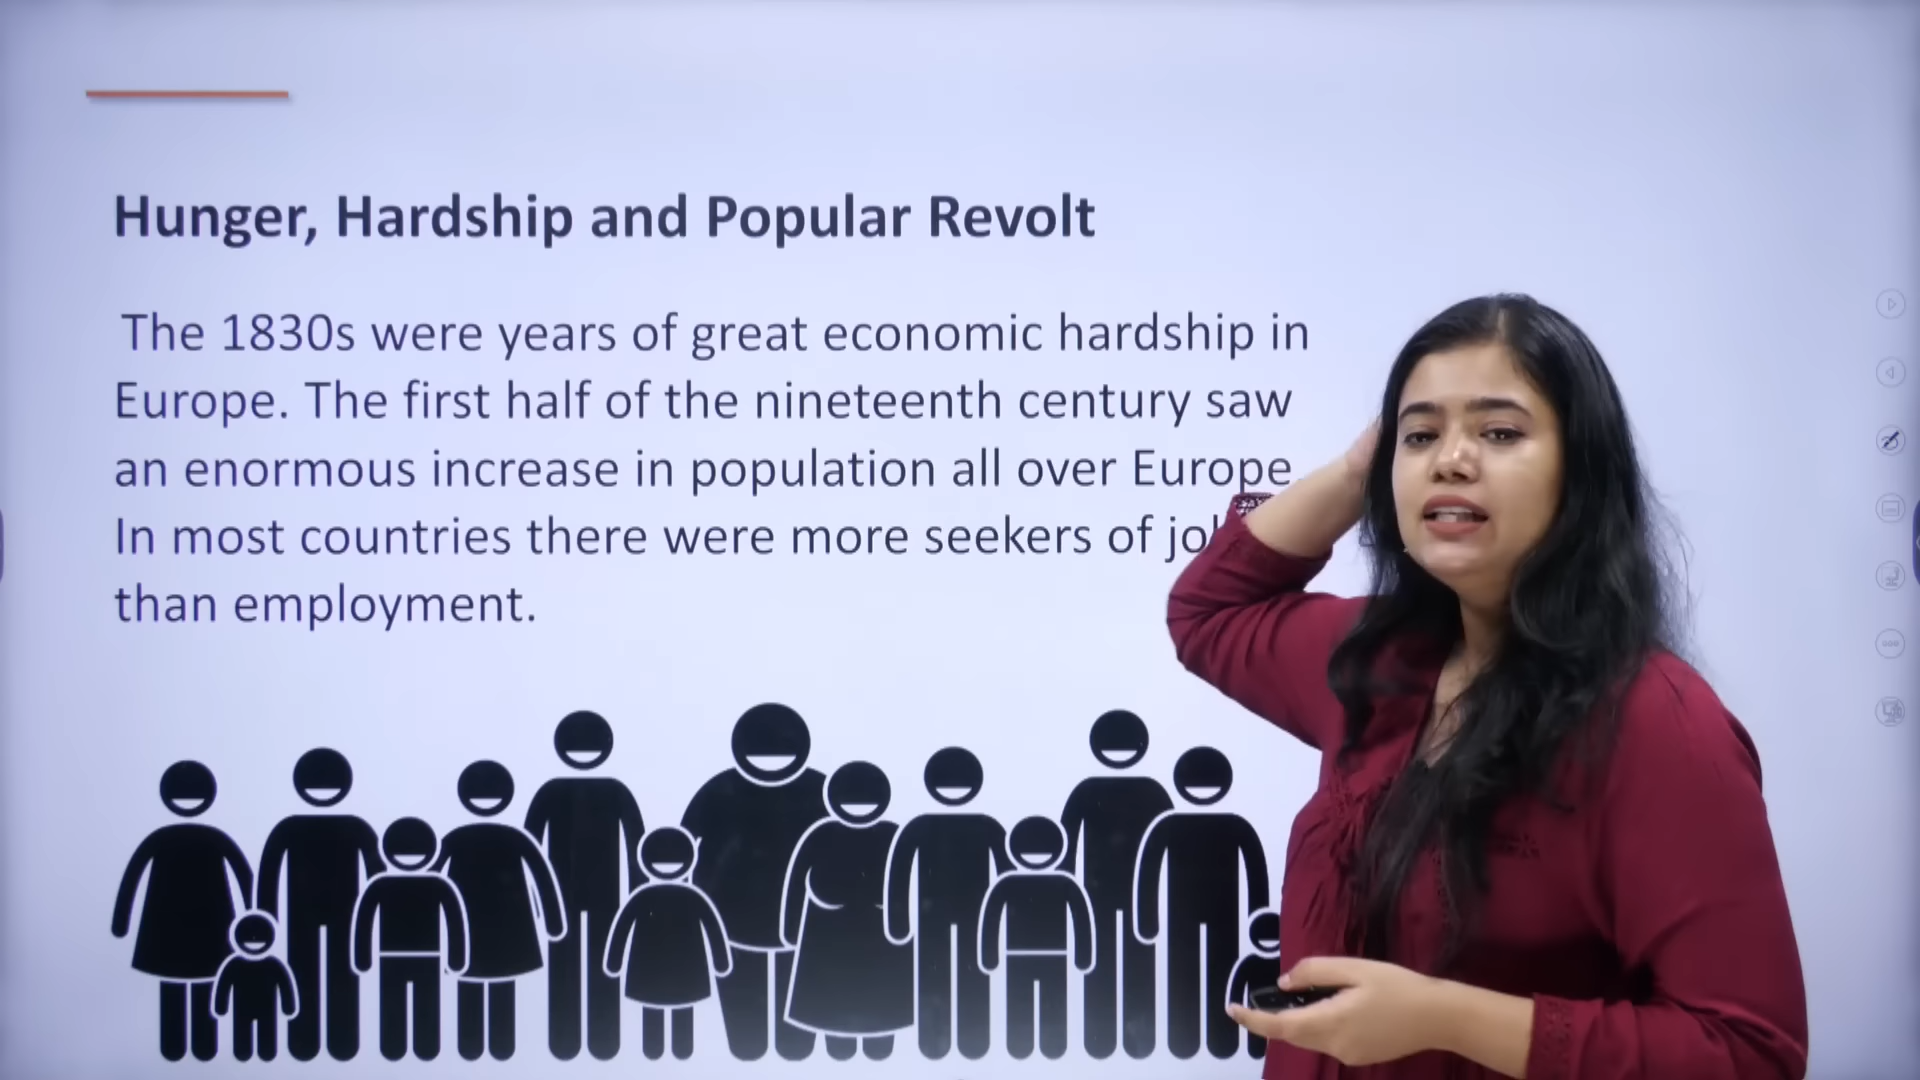 Hunger, Hardship and Popular Revolt
The 1830s were years of great economic hardship in
Europe. The first half of the nineteenth century saw
an enormous increase in population all over Europe.
In most countries there were more seekers of
than employment.